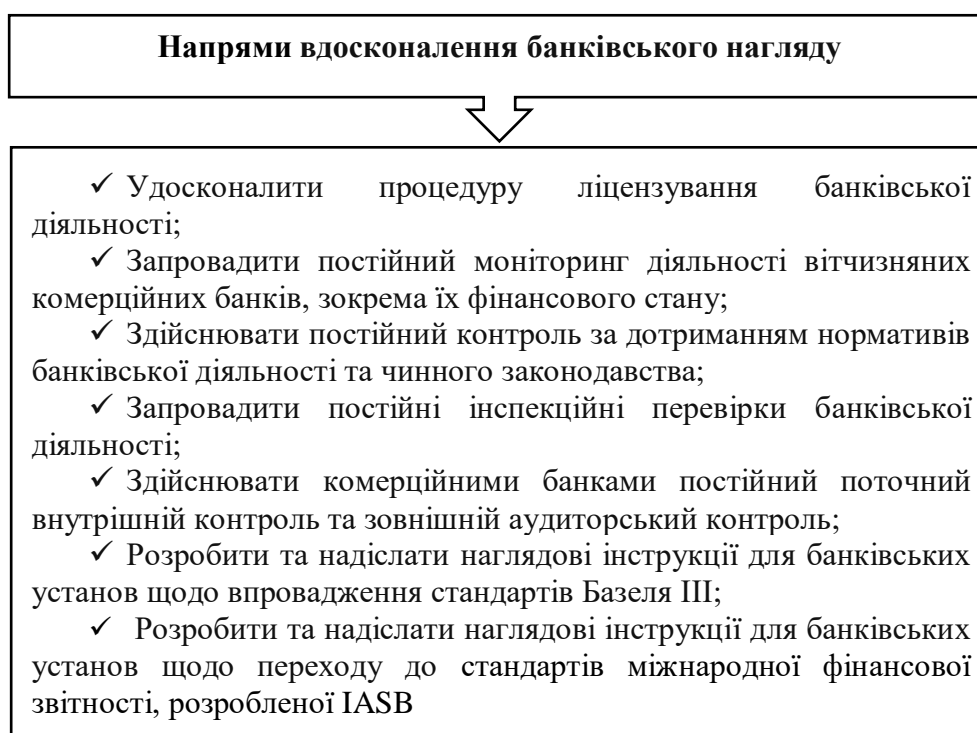 Напрями вдосконалення банківського нагляду
✓ Удосконалити процедуру ліцензування банківської
діяльності;
✓ Запровадити постійний моніторинг діяльності вітчизняних
комерційних банків, зокрема їх фінансового стану;
✓ Здійснювати постійний контроль за дотриманням нормативів
банківської діяльності та чинного законодавства;
✓ Запровадити постійні інспекційні перевірки банківської
діяльності;
✓ Здійснювати комерційними банками постійний поточний
внутрішній контроль та зовнішній аудиторський контроль;
✓ Розробити та надіслати наглядові інструкції для банківських
установ щодо впровадження стандартів Базеля III;
✓ Розробити та надіслати наглядові інструкції для банківських
установ щодо переходу до стандартів міжнародної фінансової
звітності, розробленої IASB